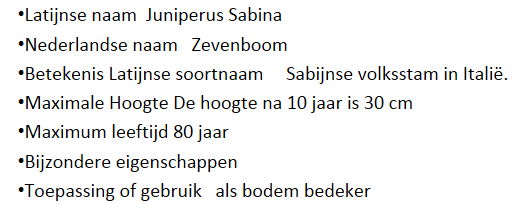 •Latijnse naam  Juniperus Sabina
•Nederlandse naam   Zevenboom
•Betekenis Latijnse soortnaam     Sabijnse volksstam in Italië.
•Maximale Hoogte De hoogte na 10 jaar is 30 cm
•Maximum leeftijd 80 jaar
•Bijzondere eigenschappen
•Toepassing of gebruik   als bodem bedeker